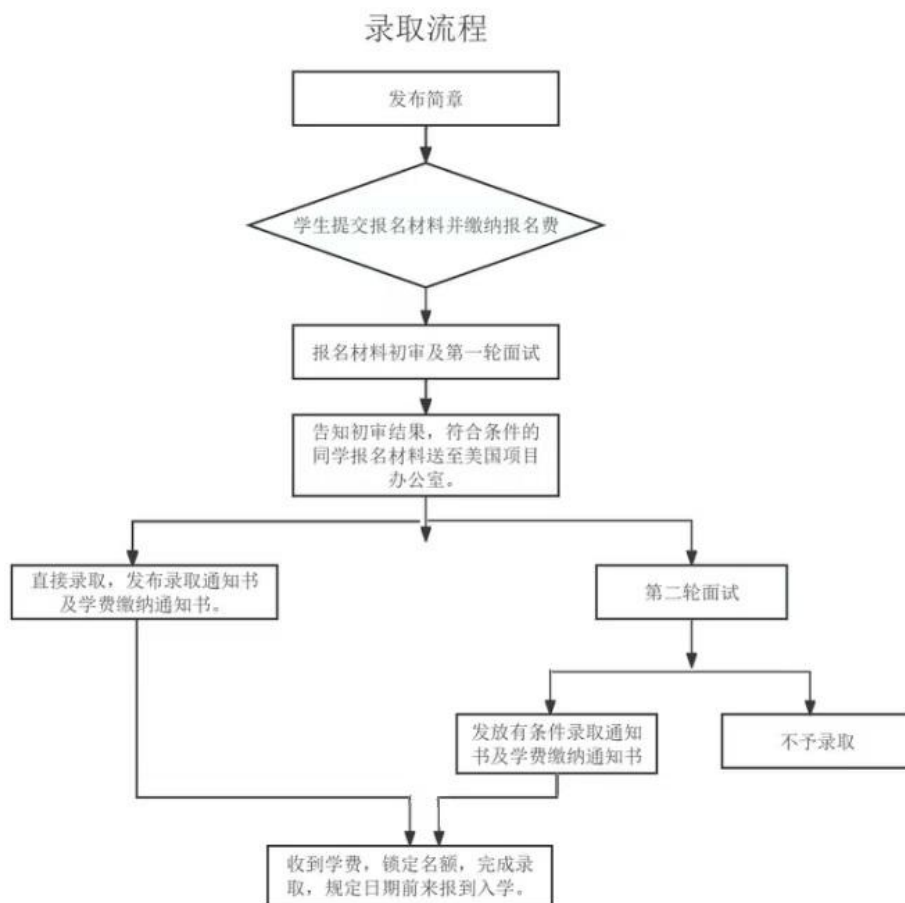 录取流程
发布简章
学生提交报名材料并缴纳报名费
报名材料初审及第一轮面试
告知初审结果，符合条件的
同学报名材料送至美国项目
办公室。
直接录取，发布录取通知书
及学费缴纳通知书。
第二轮面试
发放有条件录取通知
书及学费缴纳通知书
不予录取
收到学费，锁定名额，完成录
取，规定日期前来报到入学。